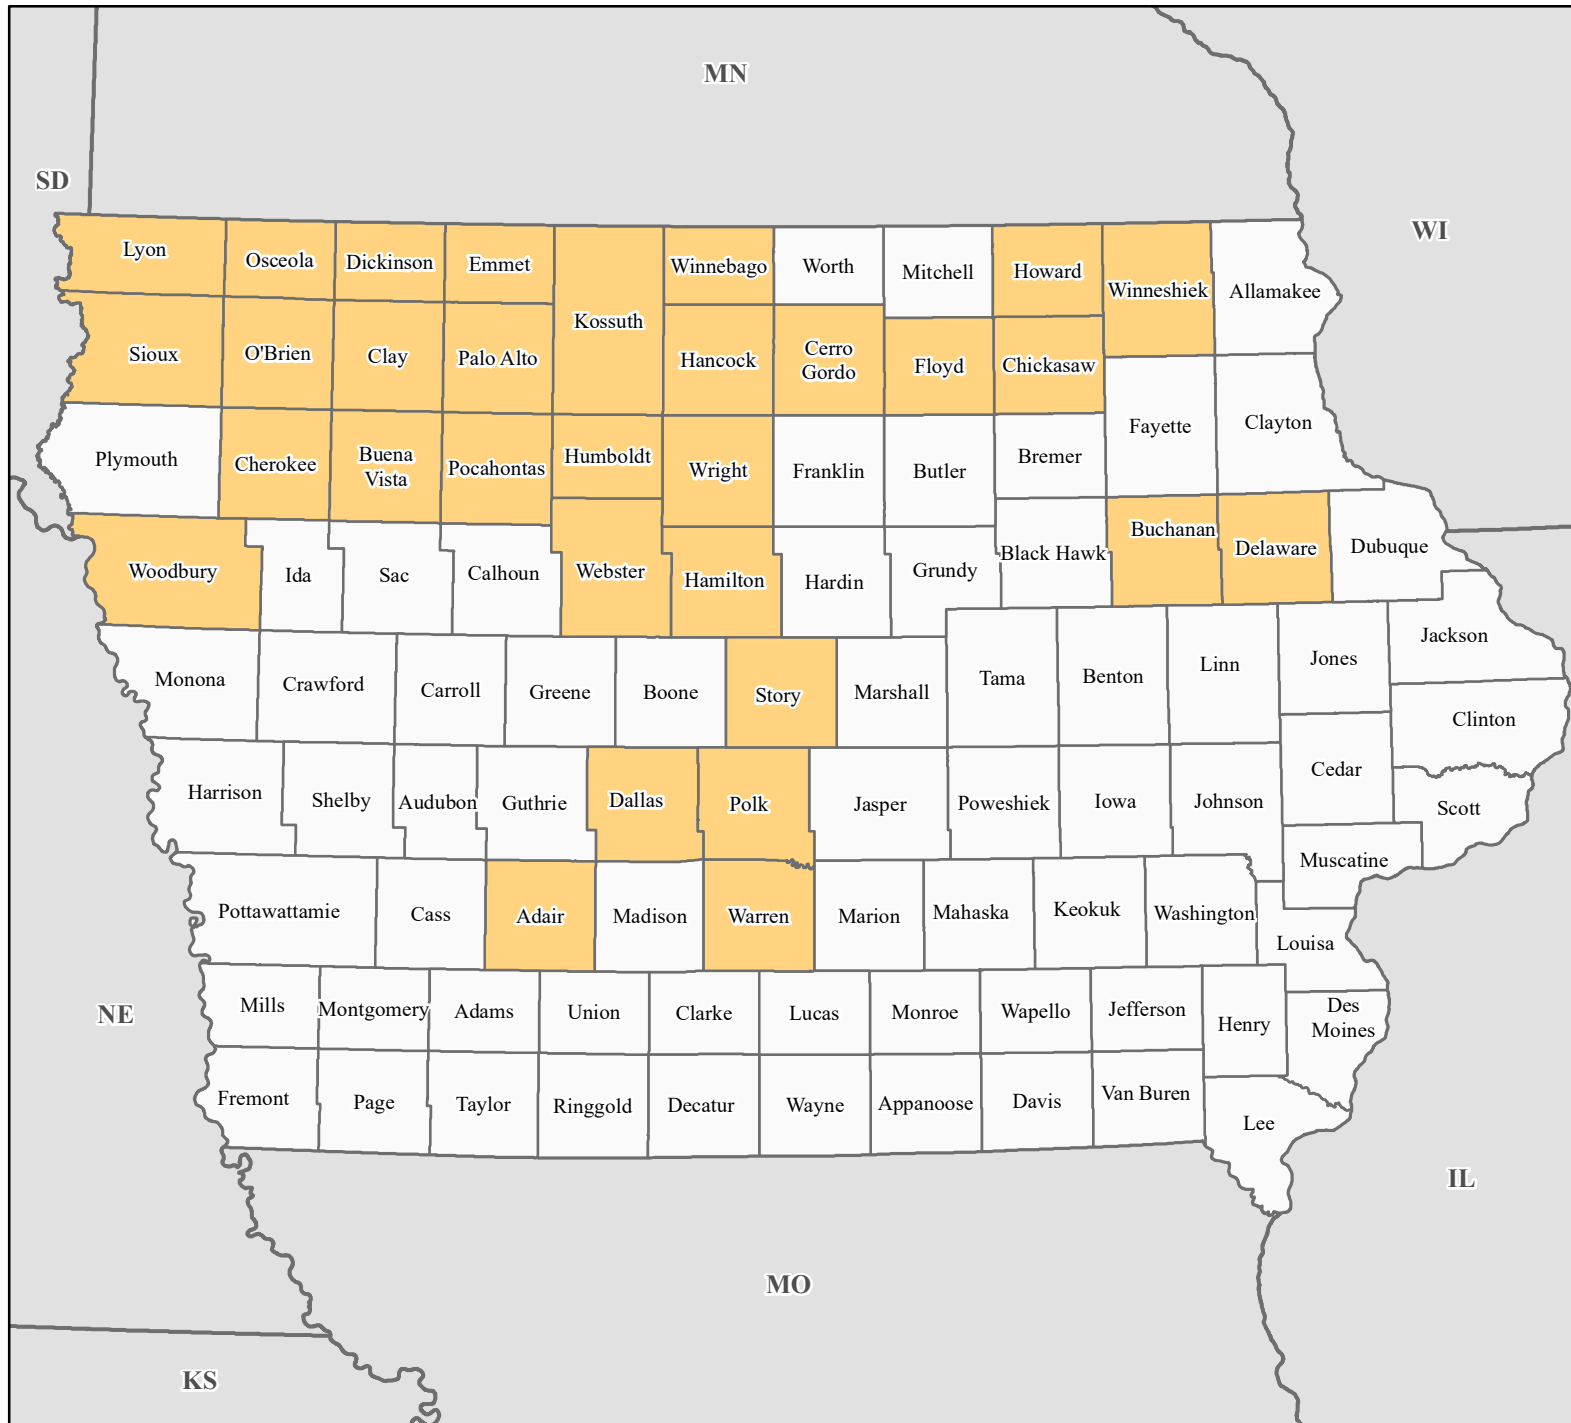 MN
SD
WI
Lyon
Osceola
Dickinson
Emmet
Kossuth
Winnebago
Worth
Mitchell
Howard
Winneshiek
Allamakee
Sioux
O'Brien
Clay
Palo Alto
Hancock
Cerro
Gordo
Floyd
Chickasaw
Fayette
Clayton
Plymouth
Cherokee
Buena
Vista
Pocahontas
Humboldt
Wright
Franklin
Butler
Bremer
Woodbury
Ida
Sac
Calhoun
Webster
Hamilton
Hardin
Grundy
Black Hawk
Buchanan
Delaware
Dubuque
Monona
Crawford
Carroll
Greene
Boone
Story
Marshall
Tama
Benton
Linn
Jones
Jackson
Clinton
Harrison
Shelby
Audubon
Guthrie
Dallas
Polk
Jasper
Poweshiek
Iowa
Johnson
Cedar
Scott
Muscatine
Pottawattamie
Cass
Adair
Madison
Warren
Marion
Mahaska
Keokuk
Washington
Louisa
NE
Mills
Montgomery
Adams
Union
Clarke
Lucas
Monroe
Wapello
Jefferson
Henry
Des
Moines
Fremont
Page
Taylor
Ringgold
Decatur
Wayne
Appanoose
Davis
Van Buren
Lee
IL
MO
KS